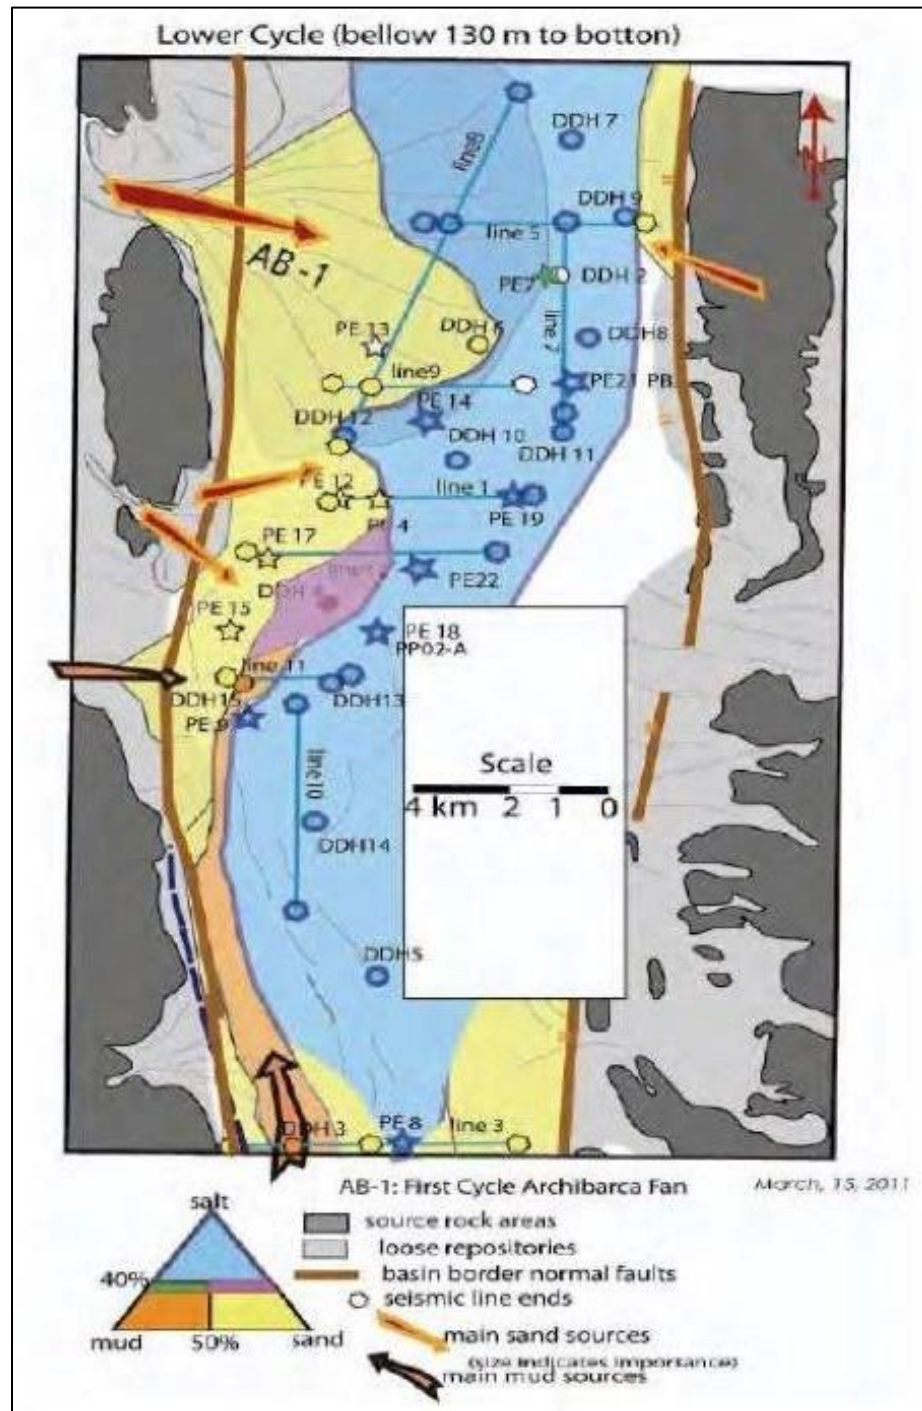 Lower Cycle (bellow 130 m to botton)
DDH 7
DDH 9
line 5
AB-1
PE7
DDH 2
line 7
PE 13
DDH 6
DDH8
line9
PE21 PB
PE 14
DDH 12
DDH 10
DDH 11
PE 12
line 1
PE 19
PE 17
PE22
PE 15
PE 18
PP02-A
line 11
DDH15
DDH13
PE 9
line 10
Scale
4 km 2 1 0
DDH14
DDH5
DDH 3
PE 8
line 3
AB-1: First Cycle Archibarca Fan
March, 15, 2011
salt
source rock areas
loose repositories
40%
basin border normal faults
seismic line ends
mud 50% sand
main sand sources
(size indicates importance)
main mud sources